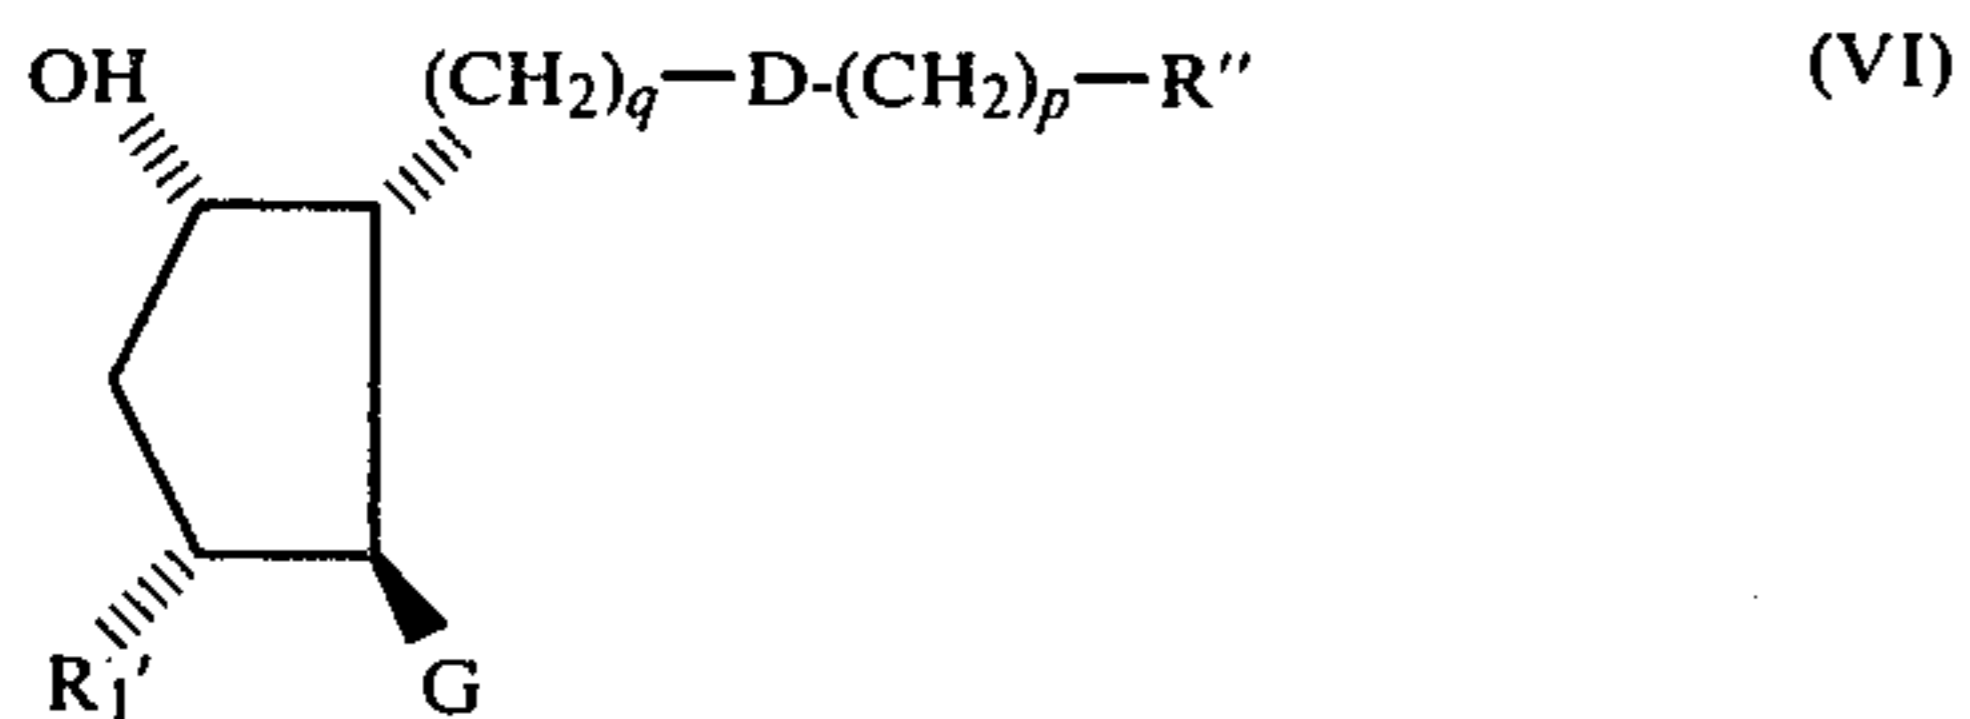 OH (CH2)q—D-(CH2)p—R″ (VI)
R1′ G